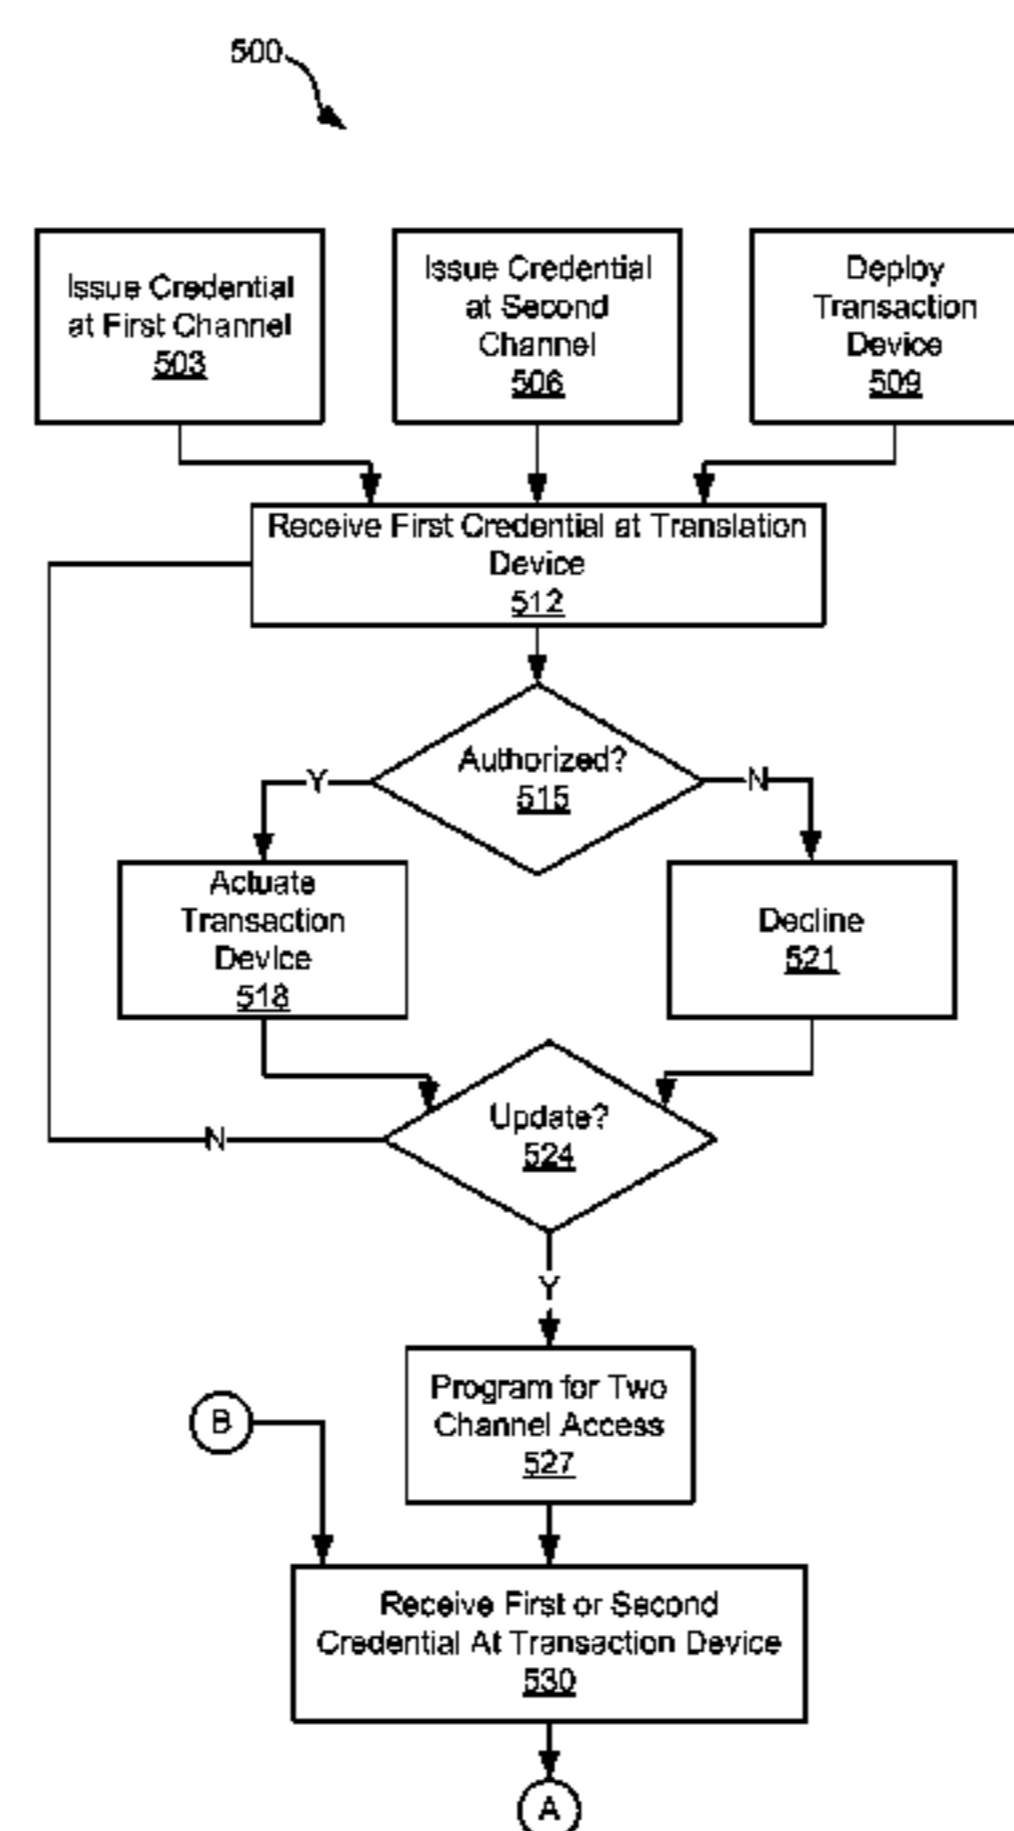 500
Issue Credential
at First Channel
503
Issue Credential
at Second
Channel
506
Deploy
Transaction
Device
509
Receive First Credential at Translation
Device
512
Authorized?
515
Y
N
Actuate
Transaction
Device
518
Decline
521
Update?
524
N
Y
Program for Two
Channel Access
527
B
Receive First or Second
Credential At Transaction Device
530
A